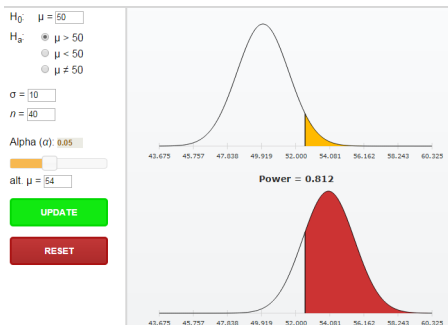 H0: μ = 50
Ha: μ > 50
μ < 50
μ ≠ 50
σ = 10
n = 40
Alpha (α): 0.05
alt. μ = 54
UPDATE
RESET
43.675 45.757 47.838 49.919 52.000 54.081 56.162 58.243 60.325
Power = 0.812
43.675 45.757 47.838 49.919 52.000 54.081 56.162 58.243 60.325